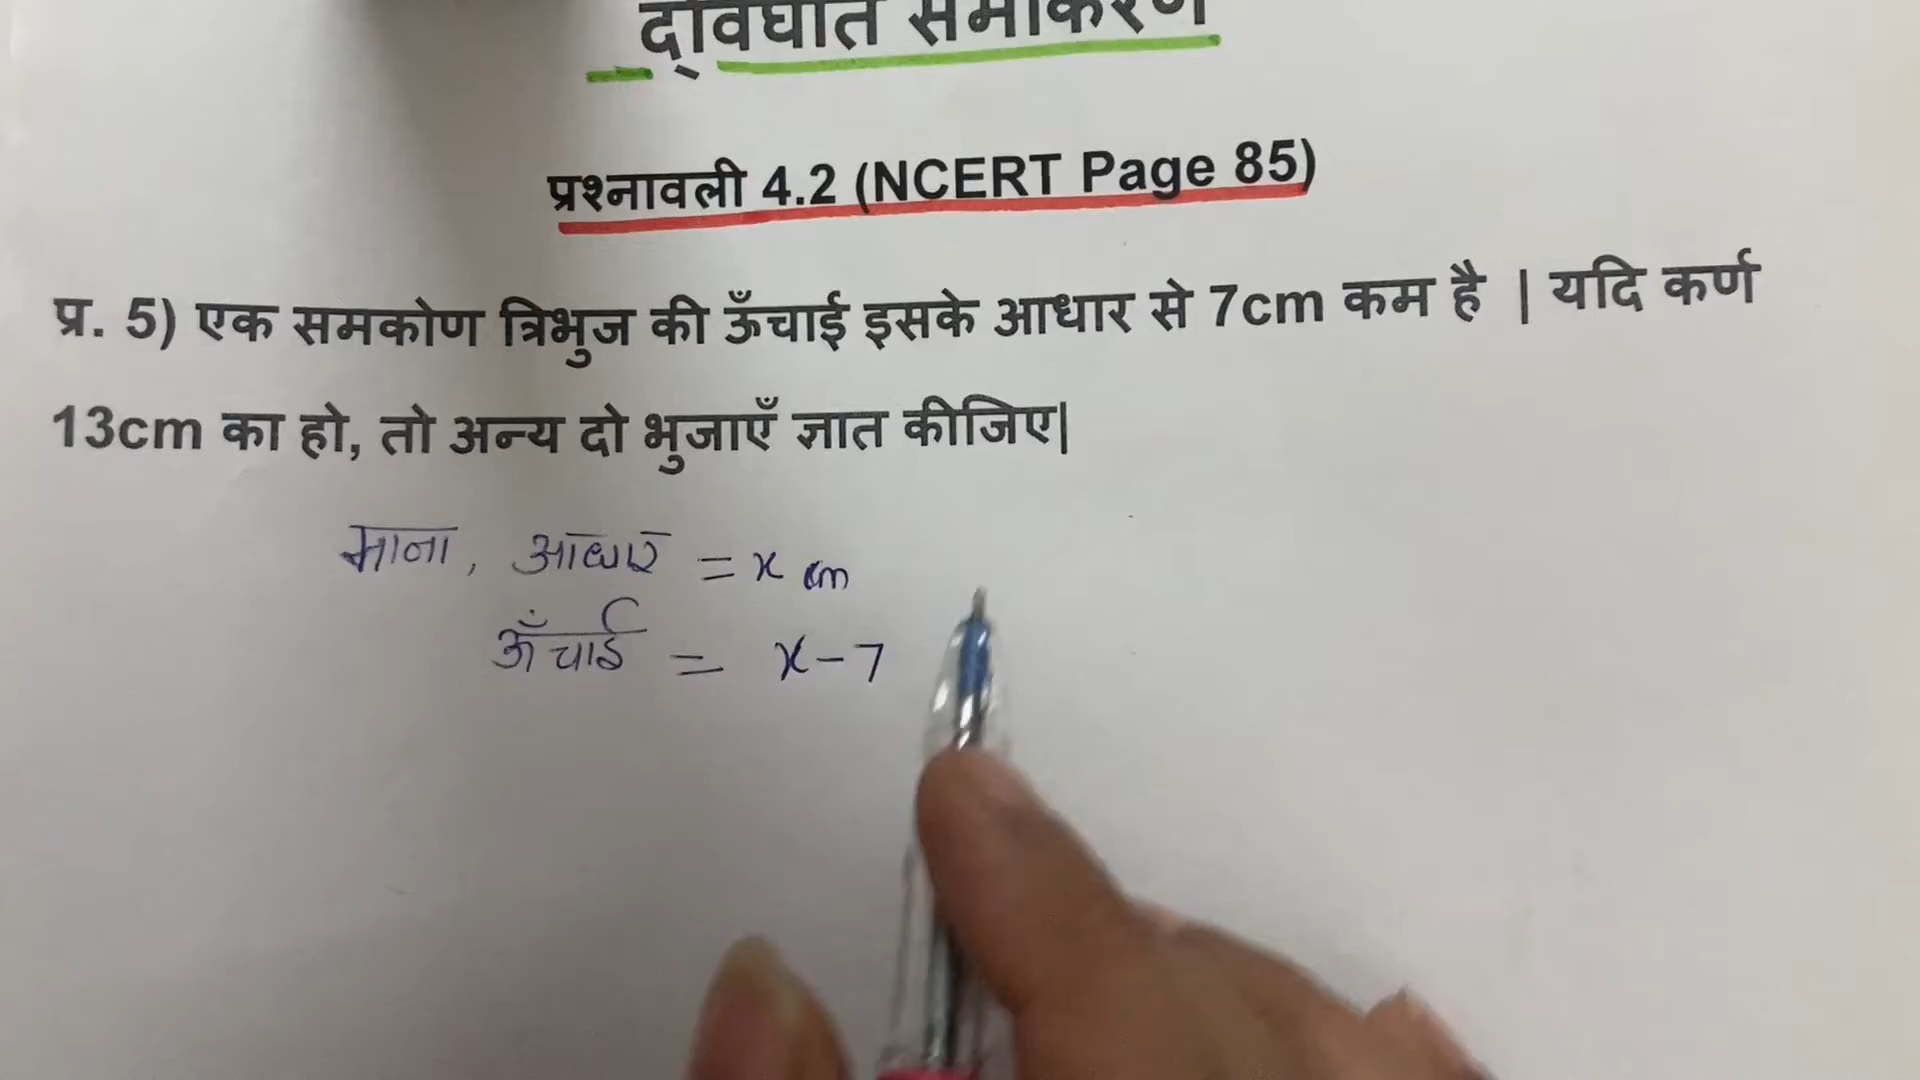 द्विघात समीकरण
प्रश्नावली 4.2 (NCERT Page 85)
प्र. 5) एक समकोण त्रिभुज की ऊँचाई इसके आधार से 7cm कम है | यदि कर्ण
13cm का हो, तो अन्य दो भुजाएँ ज्ञात कीजिए|
माना, आधार = x cm
ऊँचाई = x - 7